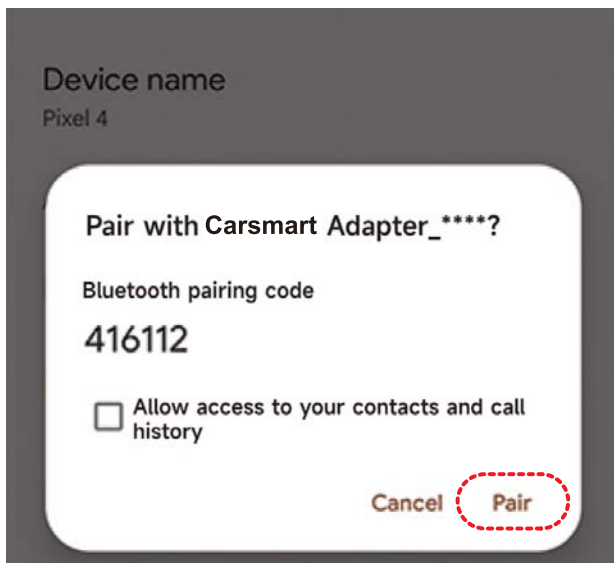 Device name
Pixel 4
Pair with Carsmart Adapter_****?
Bluetooth pairing code
416112
Allow access to your contacts and call
history
Cancel Pair